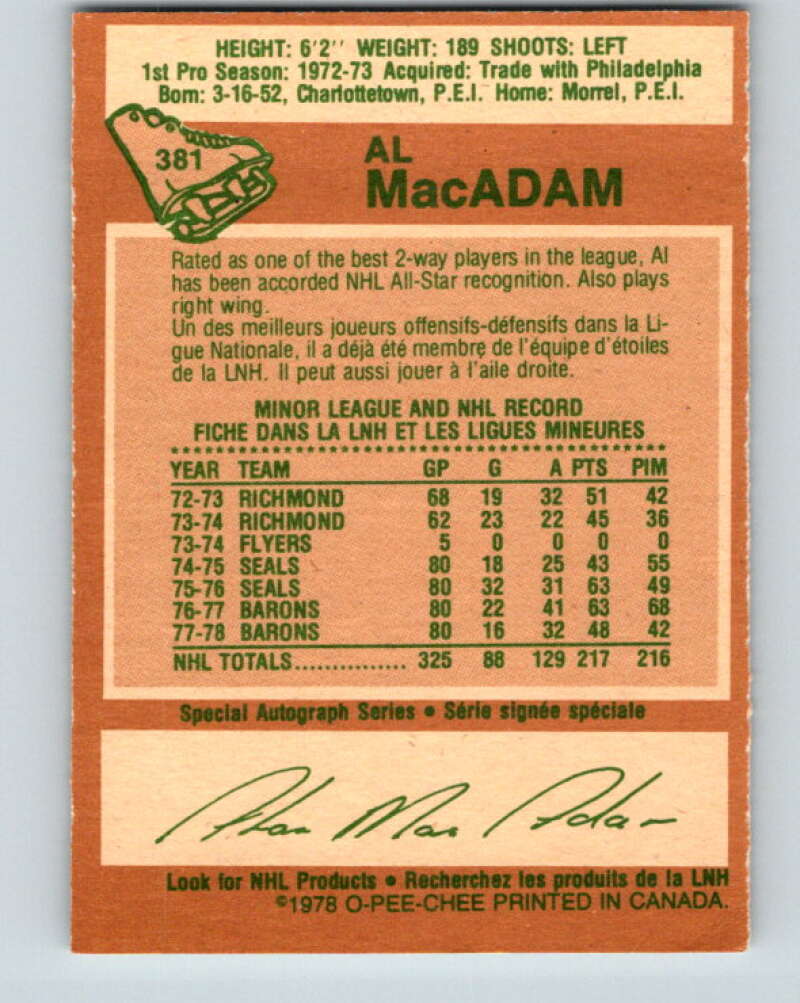 HEIGHT: 6'2'' WEIGHT: 189 SHOOTS: LEFT
1st Pro Season: 1972-73 Acquired: Trade with Philadelphia
Born: 3-16-52, Charlottetown, P.E.I. Home: Morrel, P.E.I.
381
AL
MacADAM
Rated as one of the best 2-way players in the league, Al
has been accorded NHL All-Star recognition. Also plays
right wing.
Un des meilleurs joueurs offensifs-défensifs dans la Li-
gue Nationale, il a déjà été membre de l'équipe d'étoiles
de la LNH. Il peut aussi jouer à l'aile droite.
MINOR LEAGUE AND NHL RECORD
FICHE DANS LA LNH ET LES LIGUES MINEURES
YEAR TEAM GP G A PTS PIM
72-73 RICHMOND 68 19 32 51 42
73-74 RICHMOND 62 23 22 45 36
73-74 FLYERS 5 0 0 0 0
74-75 SEALS 80 18 25 43 55
75-76 SEALS 80 32 31 63 49
76-77 BARONS 80 22 41 63 68
77-78 BARONS 80 16 32 48 42
NHL TOTALS............... 325 88 129 217 216
Special Autograph Series • Série signée spéciale
Alan Mac Adam
Look for NHL Products • Recherchez les produits de la LNH
©1978 O-PEE-CHEE PRINTED IN CANADA.